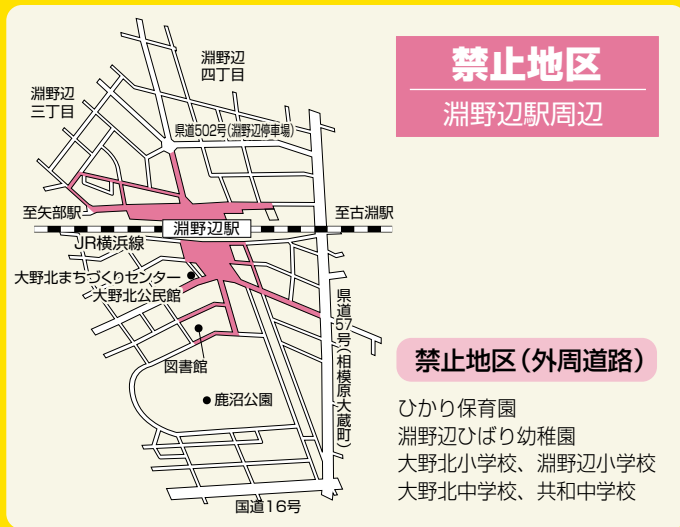 禁止地区
淵野辺駅周辺
淵野辺
四丁目
淵野辺
三丁目
県道502号(淵野辺停車場)
至矢部駅
淵野辺駅
至古淵駅
JR横浜線
大野北まちづくりセンター
大野北公民館
県道57号(相模原大蔵町)
図書館
鹿沼公園
国道16号
禁止地区(外周道路)
ひかり保育園
淵野辺ひばり幼稚園
大野北小学校、淵野辺小学校
大野北中学校、共和中学校